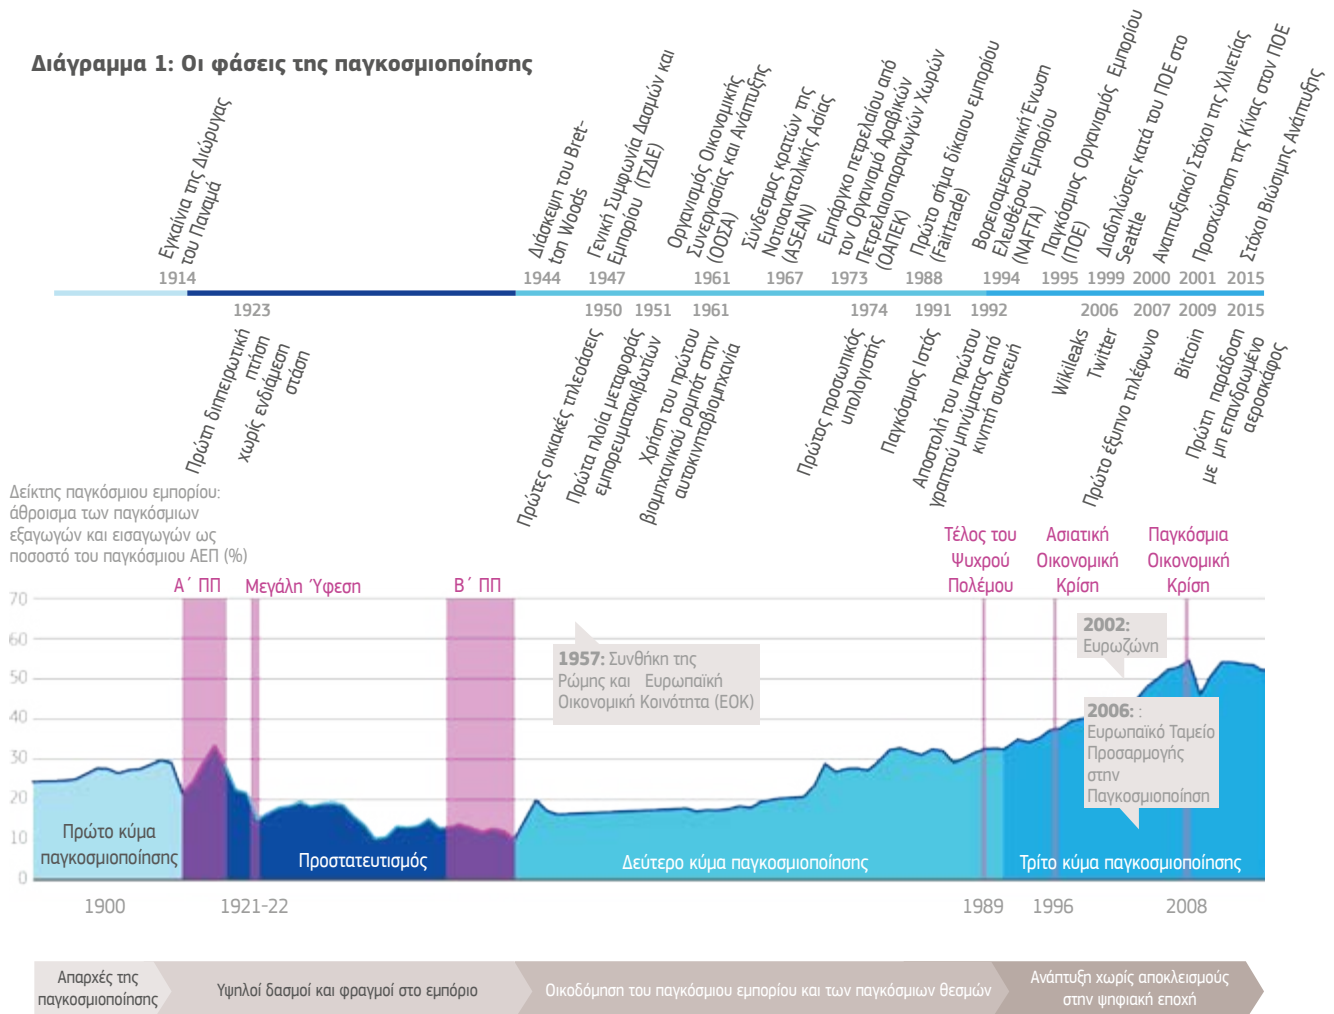 Διάγραμμα 1: Οι φάσεις της παγκοσμιοποίησης
Εγκαίνια της Διώρυγας
του Παναμά
Διάσκεψη του Bret-
ton Woods
Γενική Συμφωνία Δασμών και
Εμπορίου (ΓΣΔΕ)
Οργανισμός Οικονομικής
Συνεργασίας και Ανάπτυξης
(ΟΟΣΑ)
Σύνδεσμος κρατών της
Νοτιοανατολικής Ασίας
(ASEAN)
Εμπάργκο πετρελαίου από
τον Οργανισμό Αραβικών
Πετρελαιοπαραγωγών Χωρών
(ΟΑΠΕΚ)
Πρώτο σήμα δίκαιου εμπορίου
(Fairtrade)
Βορειοαμερικανική Ένωση
Ελευθέρου Εμπορίου
(NAFTA)
Παγκόσμιος Οργανισμός Εμπορίου
(ΠΟΕ)
Διαδηλώσεις κατά του ΠΟΕ στο
Seattle
Αναπτυξιακοί Στόχοι της Χιλιετίας
Προσχώρηση της Κίνας στον ΠΟΕ
Στόχοι Βιώσιμης Ανάπτυξης
1914 1944 1947 1961 1967 1973 1988 1994 1995 1999 2000 2001 2015
1923 1950 1951 1961 1974 1991 1992 2006 2007 2009 2015
Πρώτη διηπειρωτική
πτήση
χωρίς ενδιάμεση
στάση
Πρώτες οικιακές τηλεοάσεις
Πρώτα πλοία μεταφοράς
εμπορευματοκιβωτίων
Χρήση του πρώτου
βιομηχανικού ρομπότ στην
αυτοκινητοβιομηχανία
Πρώτος προσωπικός
υπολογιστής
Παγκόσμιος Ιστός
Αποστολή του πρώτου
γραπτού μηνύματος από
κινητή συσκευή
Wikileaks
Twitter
Πρώτο έξυπνο τηλέφωνο
Bitcoin
Πρώτη παράδοση
με μη επανδρωμένο
αεροσκάφος
Δείκτης παγκόσμιου εμπορίου:
άθροισμα των παγκόσμιων
εξαγωγών και εισαγωγών ως
ποσοστό του παγκόσμιου ΑΕΠ (%)
Α΄ ΠΠ
Μεγάλη Ύφεση
Β΄ ΠΠ
Τέλος του
Ψυχρού
Πολέμου
Ασιατική
Οικονομική
Κρίση
Παγκόσμια
Οικονομική
Κρίση
70
60
50
40
30
20
10
0
1957: Συνθήκη της
Ρώμης και Ευρωπαϊκή
Οικονομική Κοινότητα (ΕΟΚ)
2002:
Ευρωζώνη
2006: :
Ευρωπαϊκό Ταμείο
Προσαρμογής
στην
Παγκοσμιοποίηση
Πρώτο κύμα
παγκοσμιοποίησης
Προστατευτισμός
Δεύτερο κύμα παγκοσμιοποίησης
Τρίτο κύμα παγκοσμιοποίησης
1900 1921-22 1989 1996 2008
Απαρχές της
παγκοσμιοποίησης
Υψηλοί δασμοί και φραγμοί στο εμπόριο
Οικοδόμηση του παγκόσμιου εμπορίου και των παγκόσμιων θεσμών
Ανάπτυξη χωρίς αποκλεισμούς
στην ψηφιακή εποχή